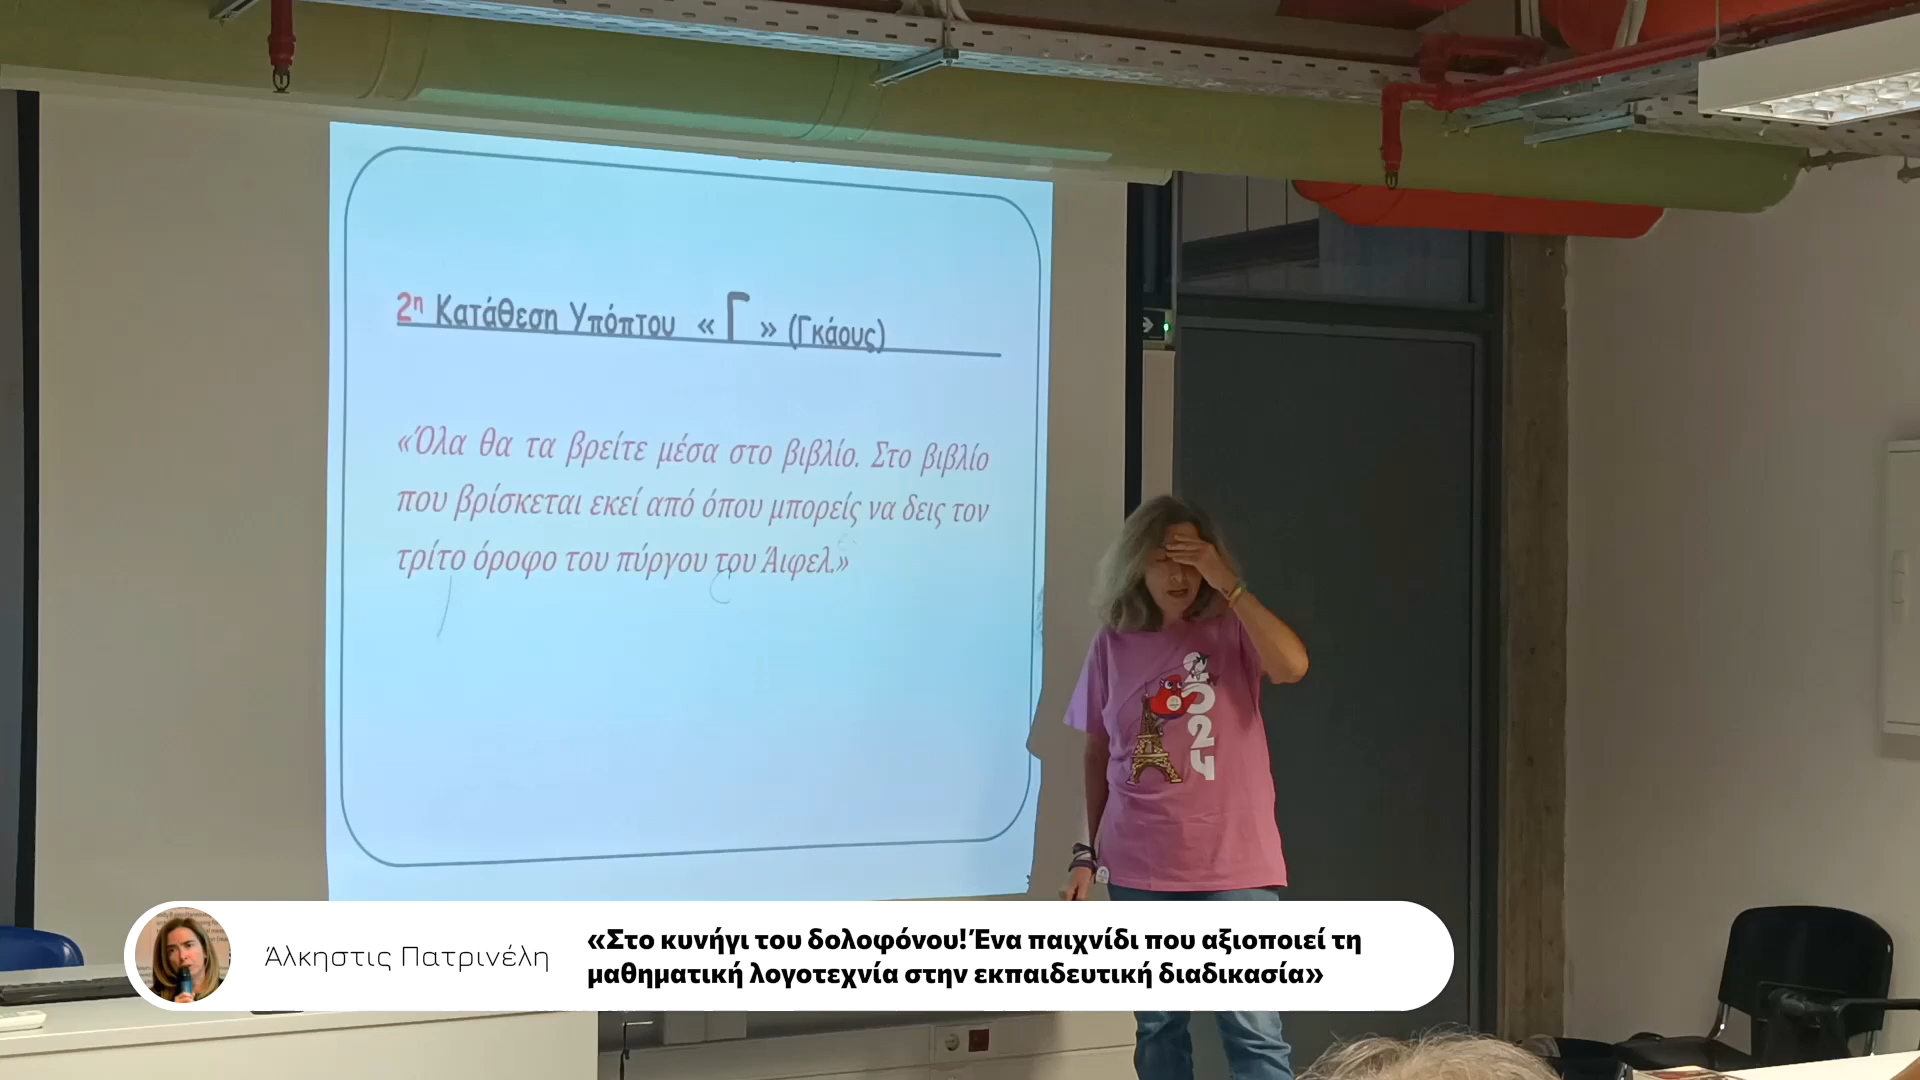 2η Κατάθεση Υπόπτου « Γ » (Γκάους)
«Όλα θα τα βρείτε μέσα στο βιβλίο. Στο βιβλίο
που βρίσκεται εκεί από όπου μπορείς να δεις τον
τρίτο όροφο του πύργου του Άιφελ.»
2024
Άλκηστις Πατρινέλη
«Στο κυνήγι του δολοφόνου! Ένα παιχνίδι που αξιοποιεί τη
μαθηματική λογοτεχνία στην εκπαιδευτική διαδικασία»